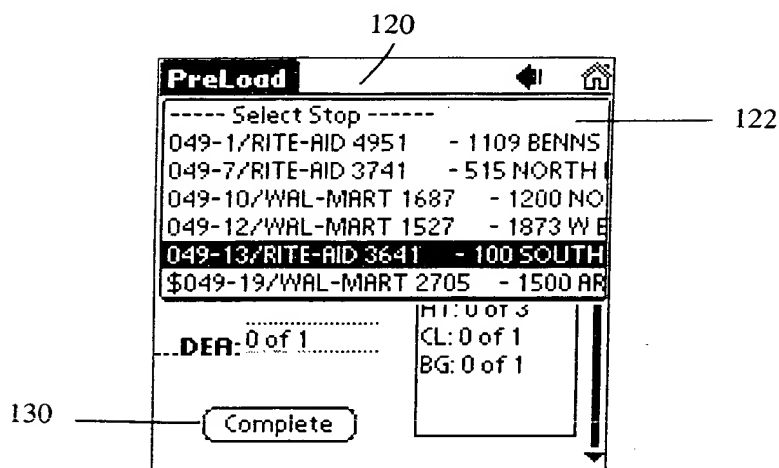 120
PreLoad
----- Select Stop ------
122
049-1/RITE-AID 4951 - 1109 BENNS
049-7/RITE-AID 3741 - 515 NORTH
049-10/WAL-MART 1687 - 1200 NO
049-12/WAL-MART 1527 - 1873 W E
049-13/RITE-AID 3641 - 100 SOUTH
$049-19/WAL-MART 2705 - 1500 AR
HT: 0 of 3
DEA: 0 of 1
CL: 0 of 1
BG: 0 of 1
130
Complete